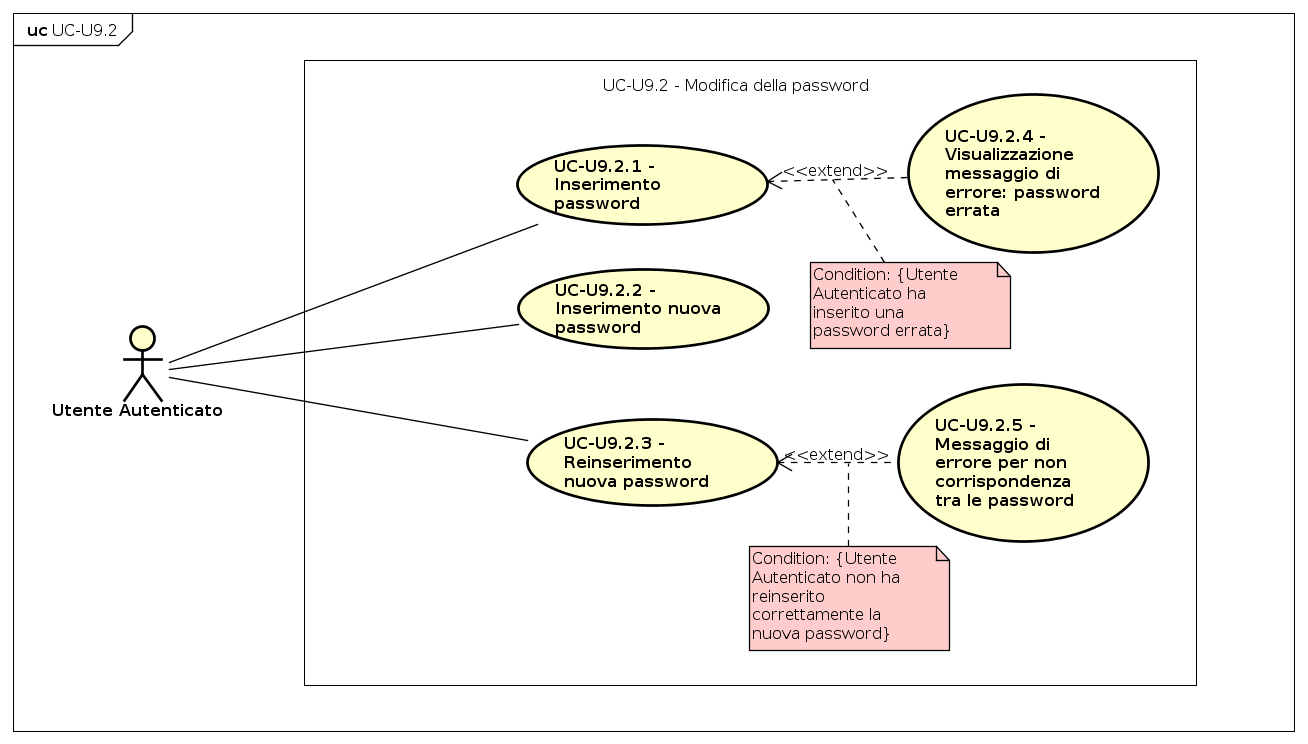 uc UC-U9.2
UC-U9.2 - Modifica della password
UC-U9.2.1 -
Inserimento
password
<<extend>>
UC-U9.2.4 -
Visualizzazione
messaggio di
errore: password
errata
Condition: {Utente
Autenticato ha
inserito una
password errata}
UC-U9.2.2 -
Inserimento nuova
password
Utente Autenticato
UC-U9.2.3 -
Reinserimento
nuova password
<<extend>>
UC-U9.2.5 -
Messaggio di
errore per non
corrispondenza
tra le password
Condition: {Utente
Autenticato non ha
reinserito
correttamente la
nuova password}